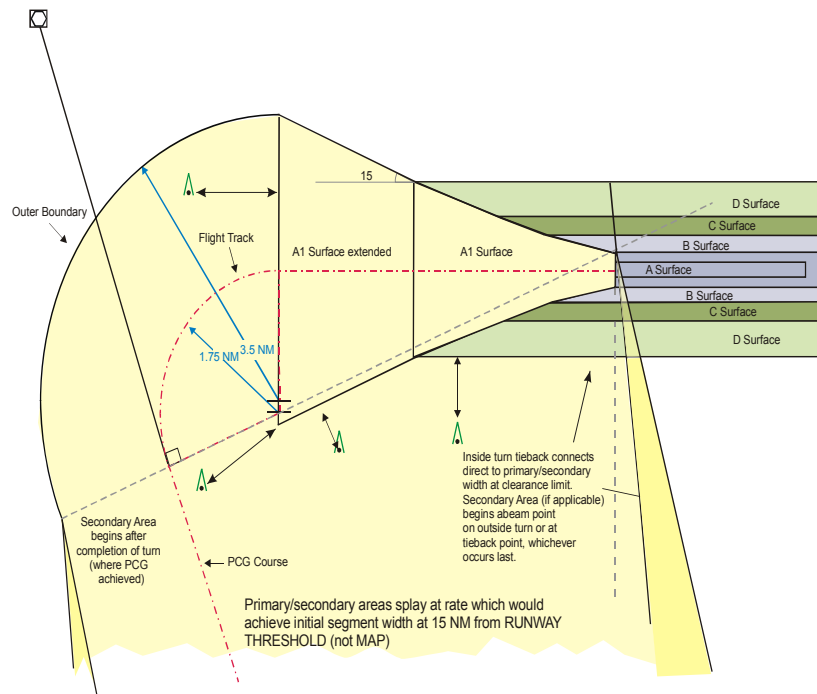 15
D Surface
C Surface
Outer Boundary
Flight Track
B Surface
A1 Surface extended
A1 Surface
A Surface
B Surface
C Surface
D Surface
1.75 NM
3.5 NM
Inside turn tieback connects
direct to primary/secondary
width at clearance limit.
Secondary Area (if applicable)
begins abeam point
on outside turn or at
tieback point, whichever
occurs last.
Secondary Area
begins after
completion of turn
(where PCG
achieved)
PCG Course
Primary/secondary areas splay at rate which would
achieve initial segment width at 15 NM from RUNWAY
THRESHOLD (not MAP)